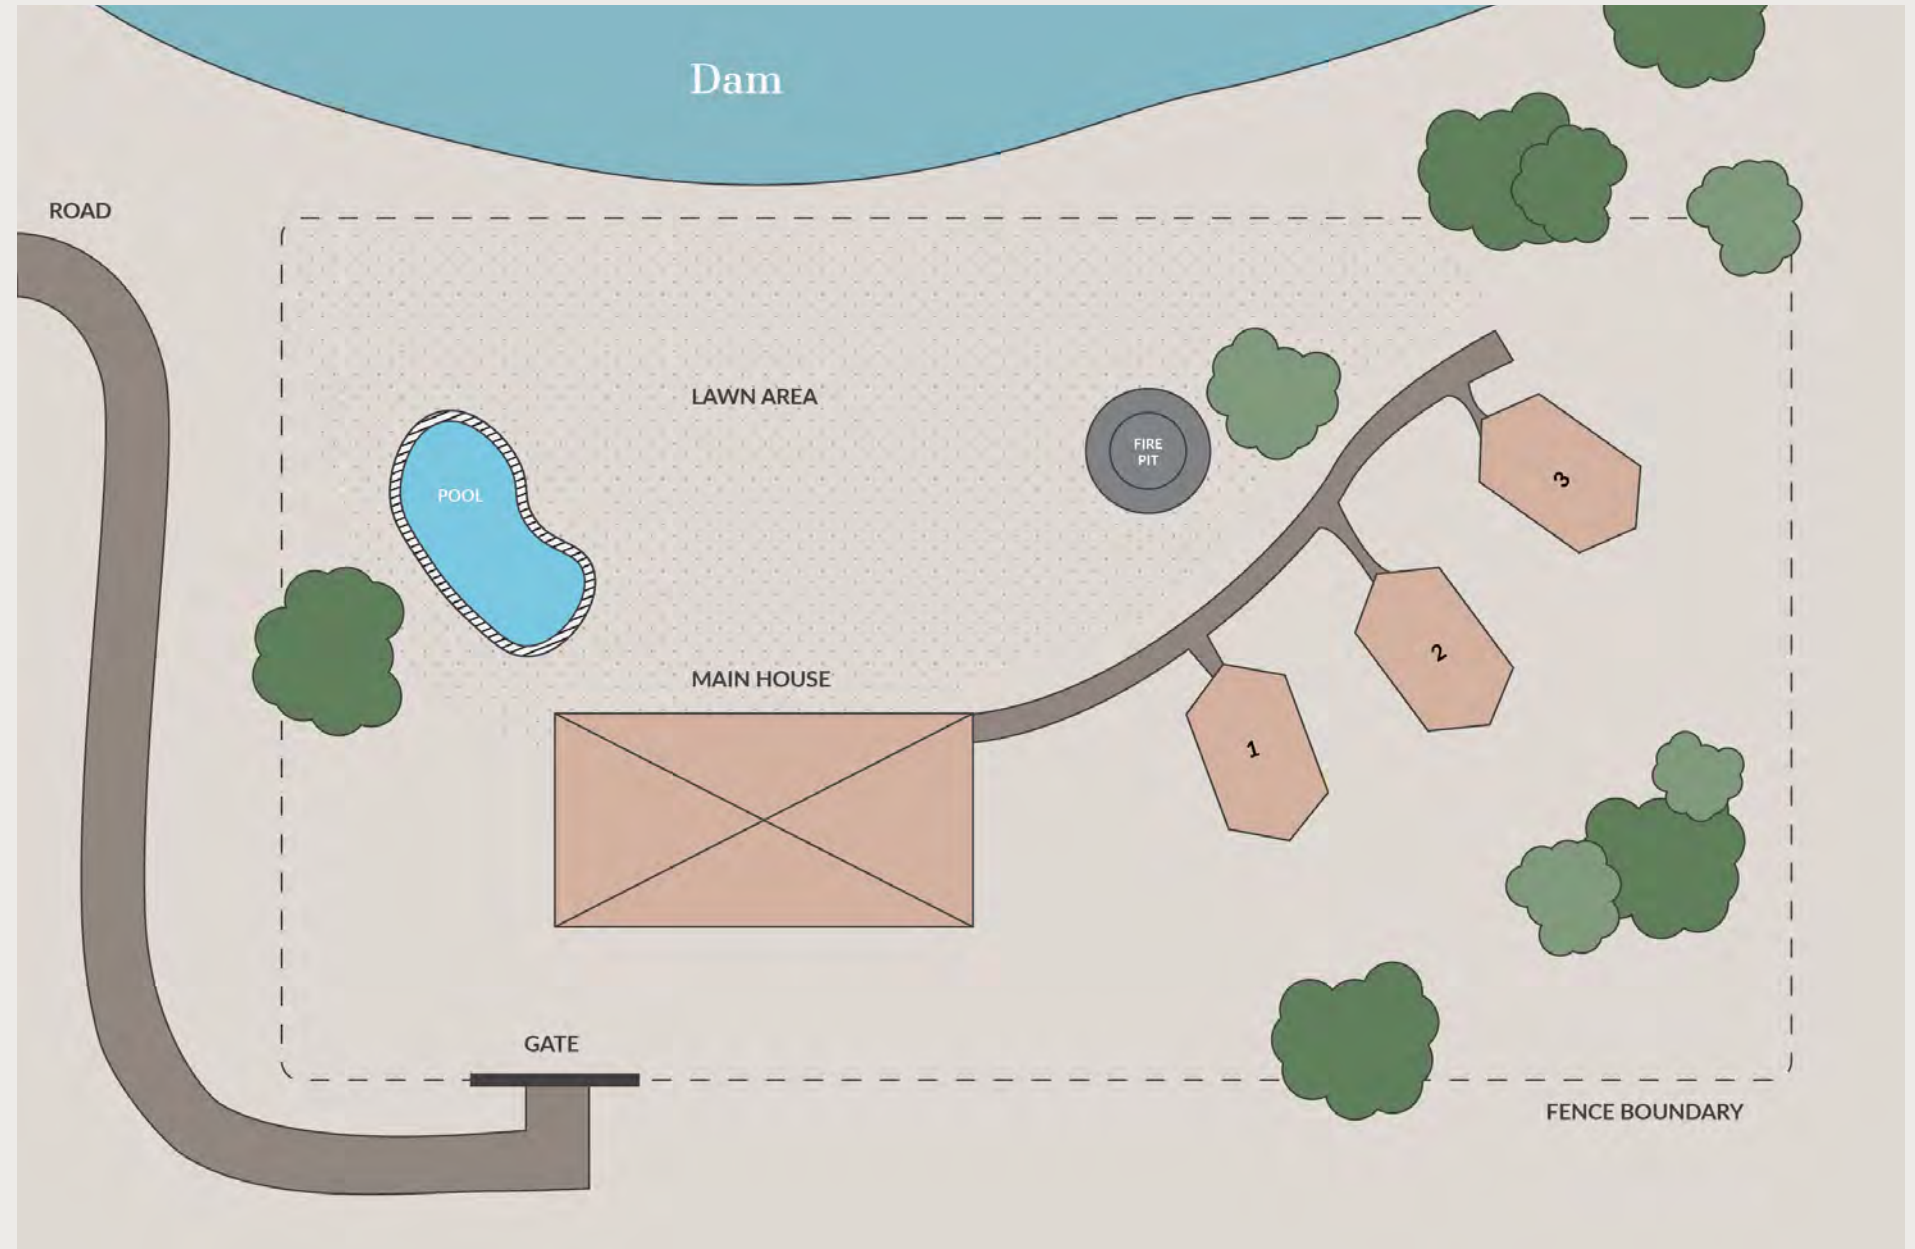 Dam
ROAD
LAWN AREA
FIRE
PIT
POOL
3
2
MAIN HOUSE
1
GATE
FENCE BOUNDARY